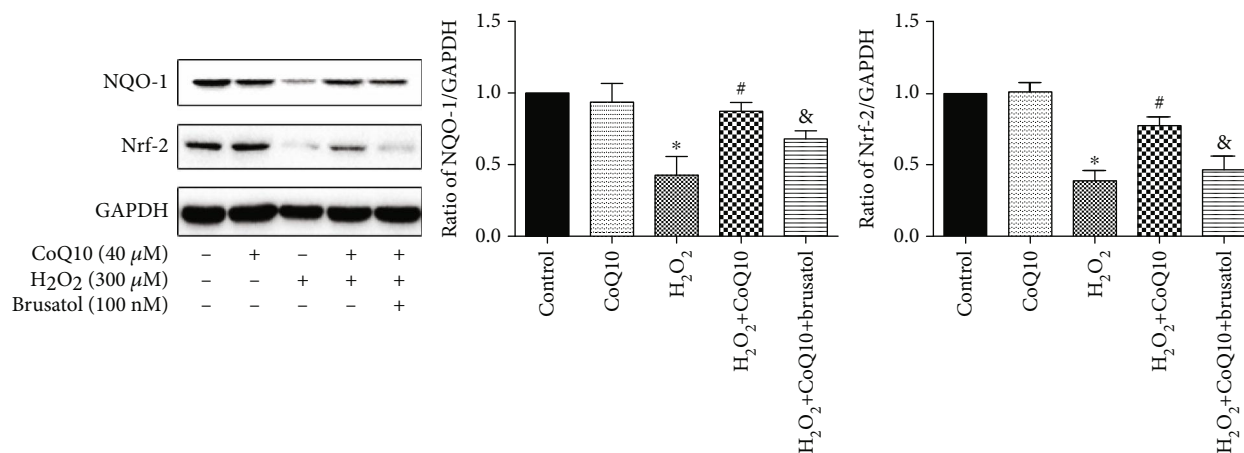 NQO-1
Nrf-2
GAPDH
CoQ10 (40 μM) – + – + +
H2O2 (300 μM) – – + + +
Brusatol (100 nM) – – – – +
Ratio of NQO-1/GAPDH
1.5
1.0
0.5
0.0
*
#
&
Control
CoQ10
H2O2
H2O2+CoQ10
H2O2+CoQ10+brusatol
Ratio of Nrf-2/GAPDH
1.5
1.0
0.5
0.0
*
#
&
Control
CoQ10
H2O2
H2O2+CoQ10
H2O2+CoQ10+brusatol